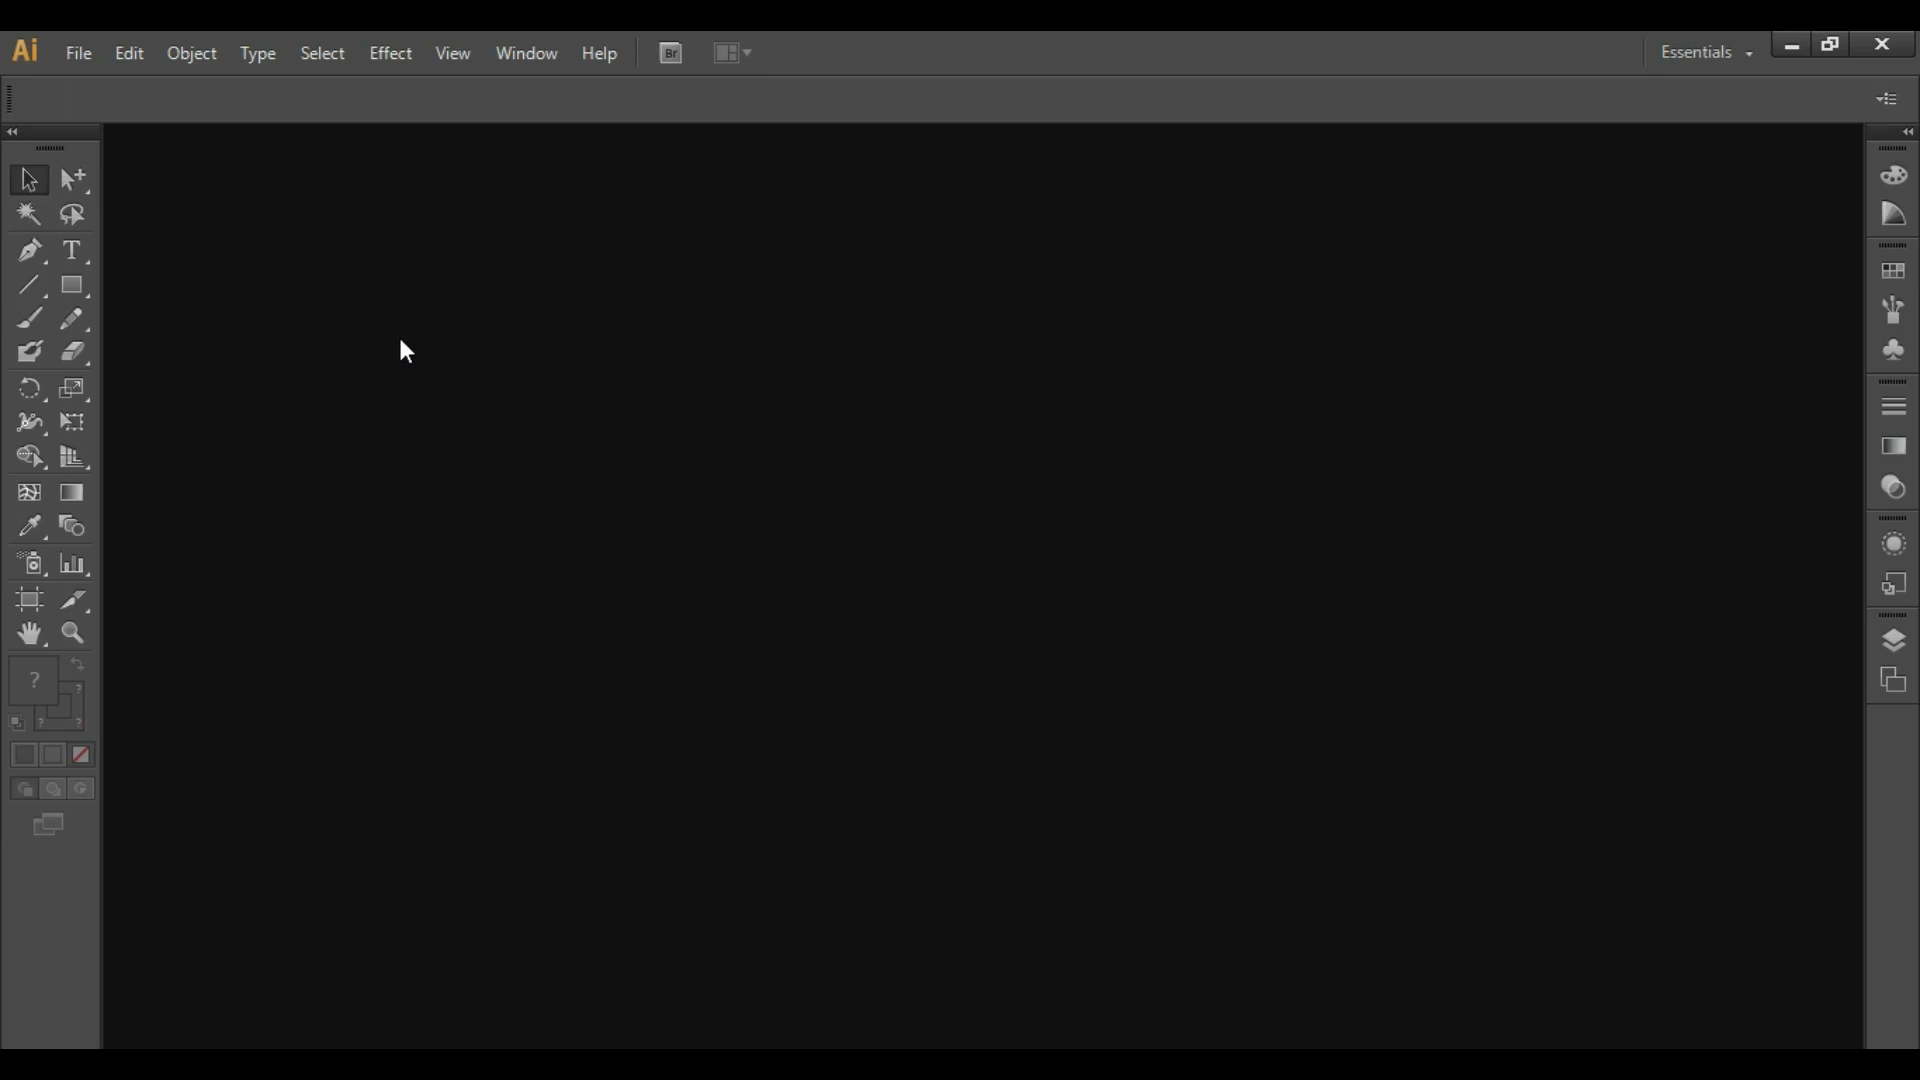 Ai File Edit Object Type Select Effect View Window Help Br Essentials
T
?
?
? ?